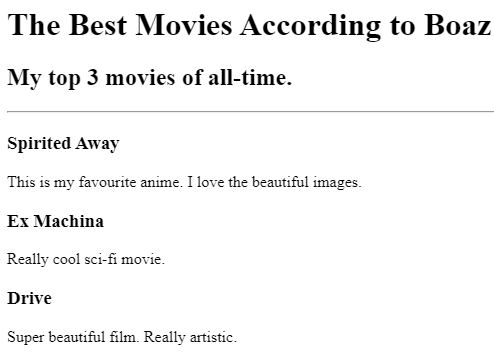 The Best Movies According to Boaz
My top 3 movies of all-time.
Spirited Away
This is my favourite anime. I love the beautiful images.
Ex Machina
Really cool sci-fi movie.
Drive
Super beautiful film. Really artistic.